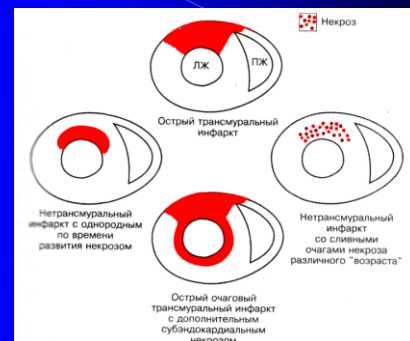 Некроз
ЛЖ
ПЖ
Острый трансмуральный
инфаркт
Нетрансмуральный
инфаркт с однородным
по времени
развития некрозом
Нетрансмуральный
инфаркт
со сливными
очагами некроза
различного "возраста"
Острый очаговый
трансмуральный инфаркт
с дополнительным
субэндокардиальным
некрозом